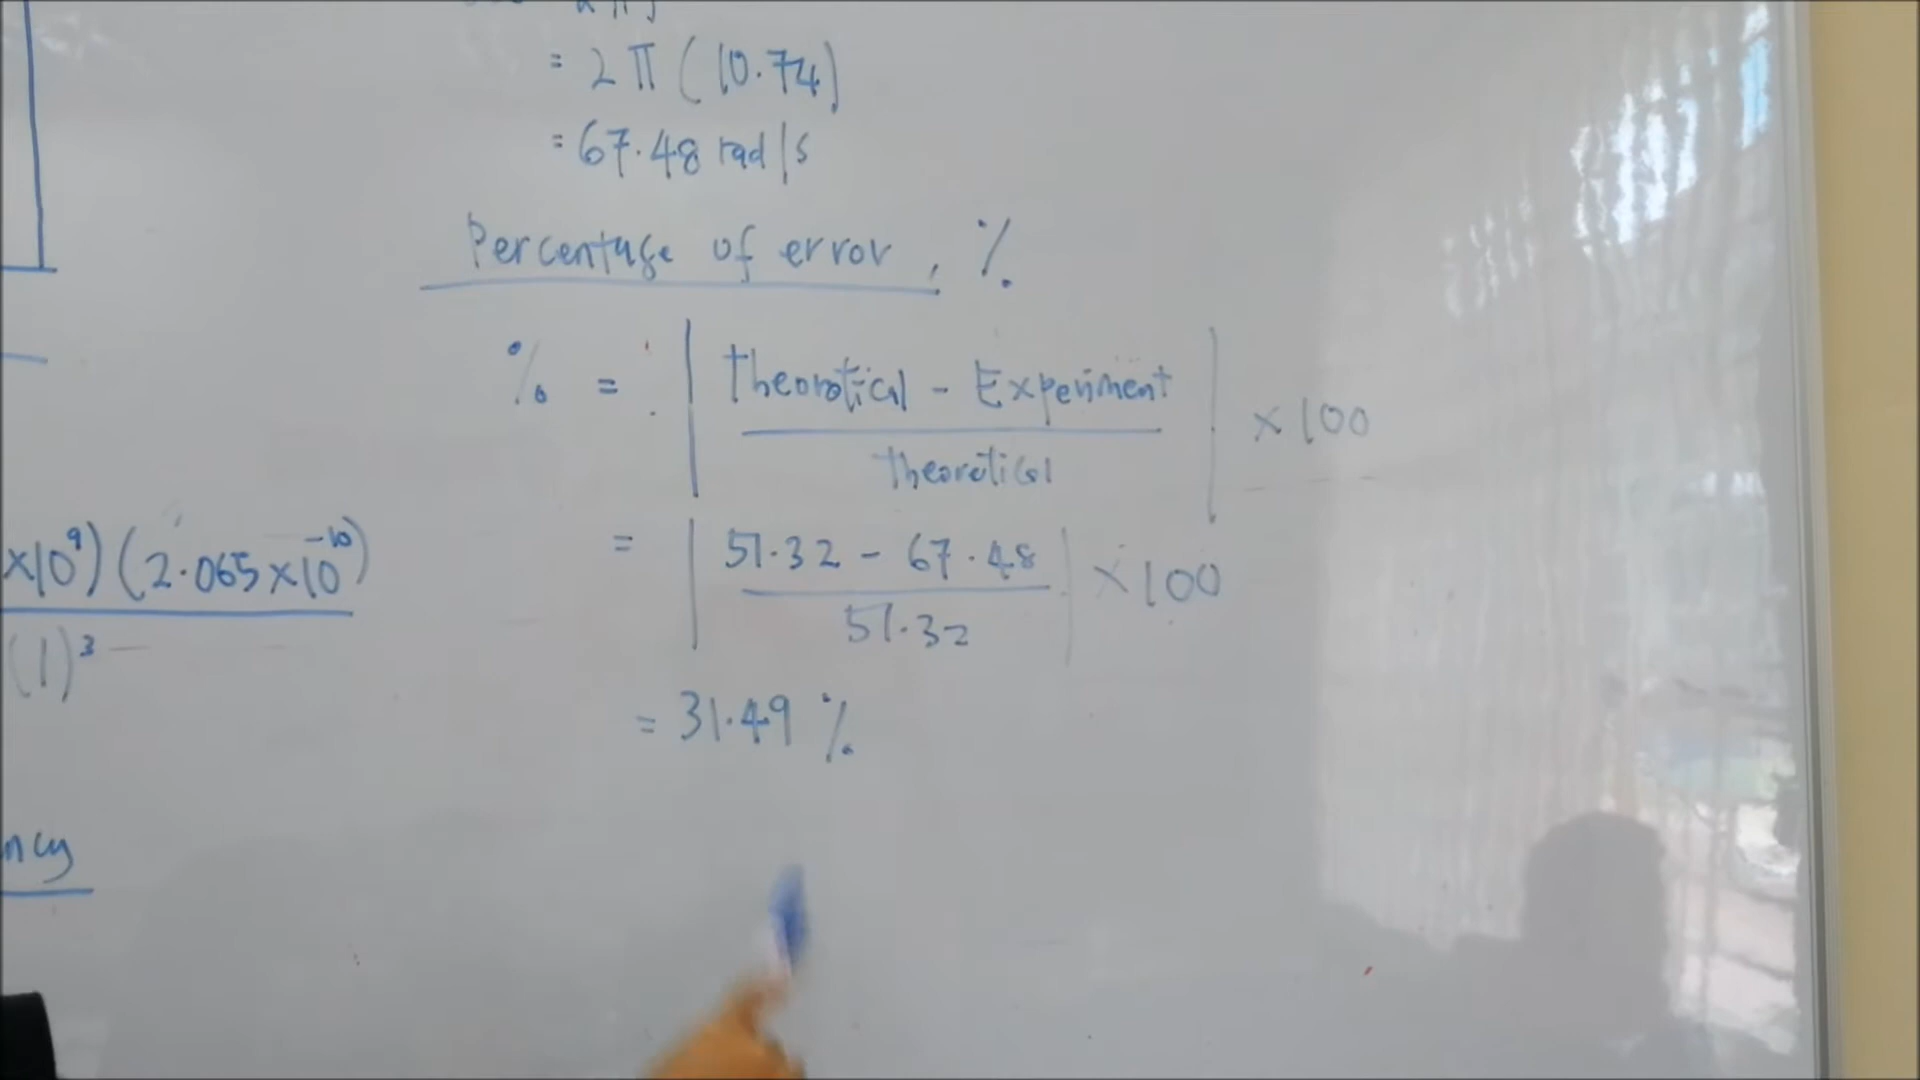 = 2π (10.74)
= 67.48 rad/s
Percentage of error, %
% = | Theoretical - Experiment / Theoretical | × 100
= | 51.32 - 67.48 / 51.32 | × 100
= 31.49 %
×10⁹) (2.065 × 10⁻¹⁰)
(1)³
ncy